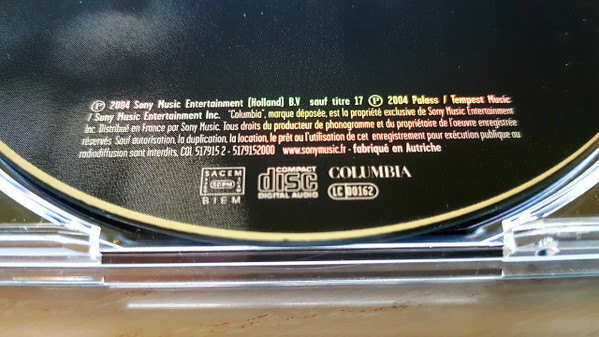 ℗ 2004 Sony Music Entertainment (Holland) B.V sauf titre 17 ℗ 2004 Palass / Tempest Music
/ Sony Music Entertainment Inc. "Columbia", marque déposée, est la propriété exclusive de Sony Music Entertainment
Inc. Distribué en France par Sony Music. Tous droits du producteur de phonogramme et du propriétaire de l'oeuvre enregistrée
réservés Sauf autorisation, la duplication, la location, le prêt ou l'utilisation de cet enregistrement pour exécution publique ou
radiodiffusion sont interdits. COL 517915 2 - 5179152000 www.sonymusic.fr - fabriqué en Autriche
SACEM
SDRM
BIEM
COMPACT
disc
DIGITAL AUDIO
COLUMBIA
LC 00162